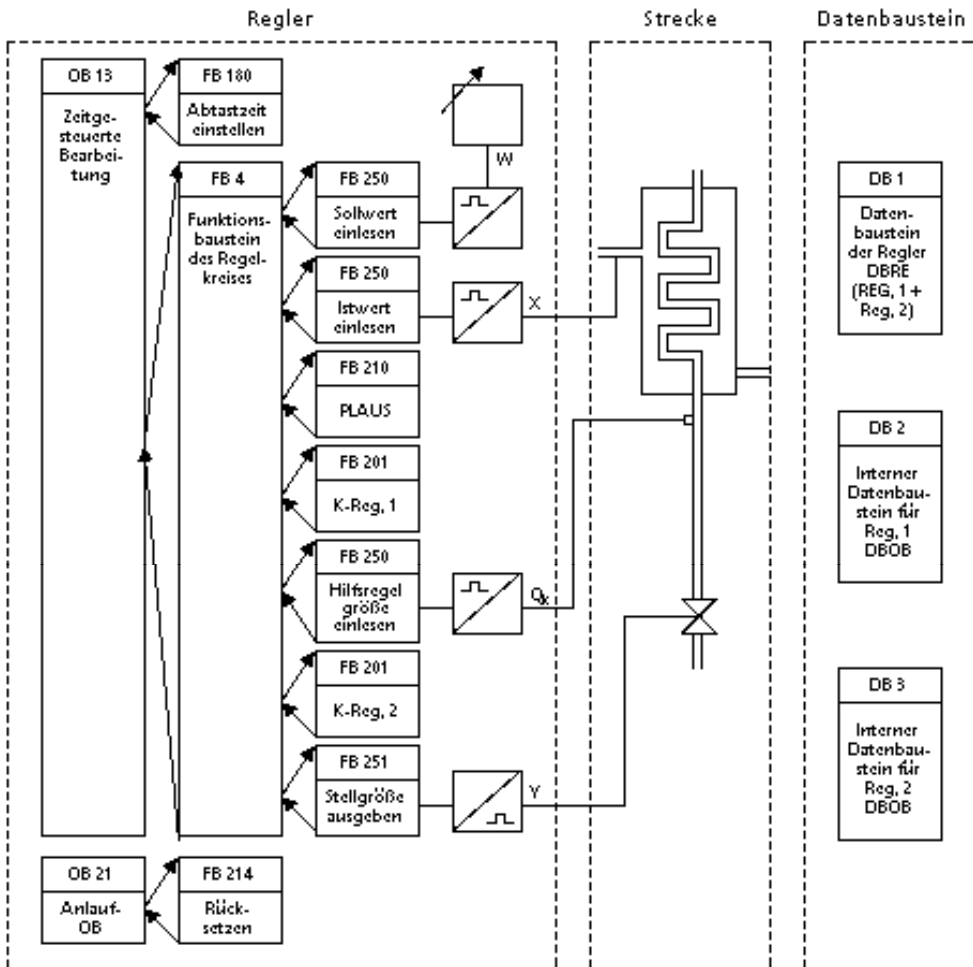 Regler
Strecke
Datenbaustein
OB 13
Zeitge-
steuerte
Bearbei-
tung
FB 180
Abtastzeit
einstellen
FB 4
Funktions-
baustein
des Regel-
kreises
FB 250
Sollwert
einlesen
W
FB 250
Istwert
einlesen
X
FB 210
PLAUS
FB 201
K-Reg, 1
FB 250
Hilfsregel
größe
einlesen
Qk
FB 201
K-Reg, 2
FB 251
Stellgröße
ausgeben
Y
OB 21
Anlauf-
OB
FB 214
Rück-
setzen
DB 1
Daten-
baustein
der Regler
DBRE
(REG, 1 +
Reg, 2)
DB 2
Interner
Datenbau-
stein für
Reg, 1
DBOB
DB 3
Interner
Datenbau-
stein für
Reg, 2
DBOB